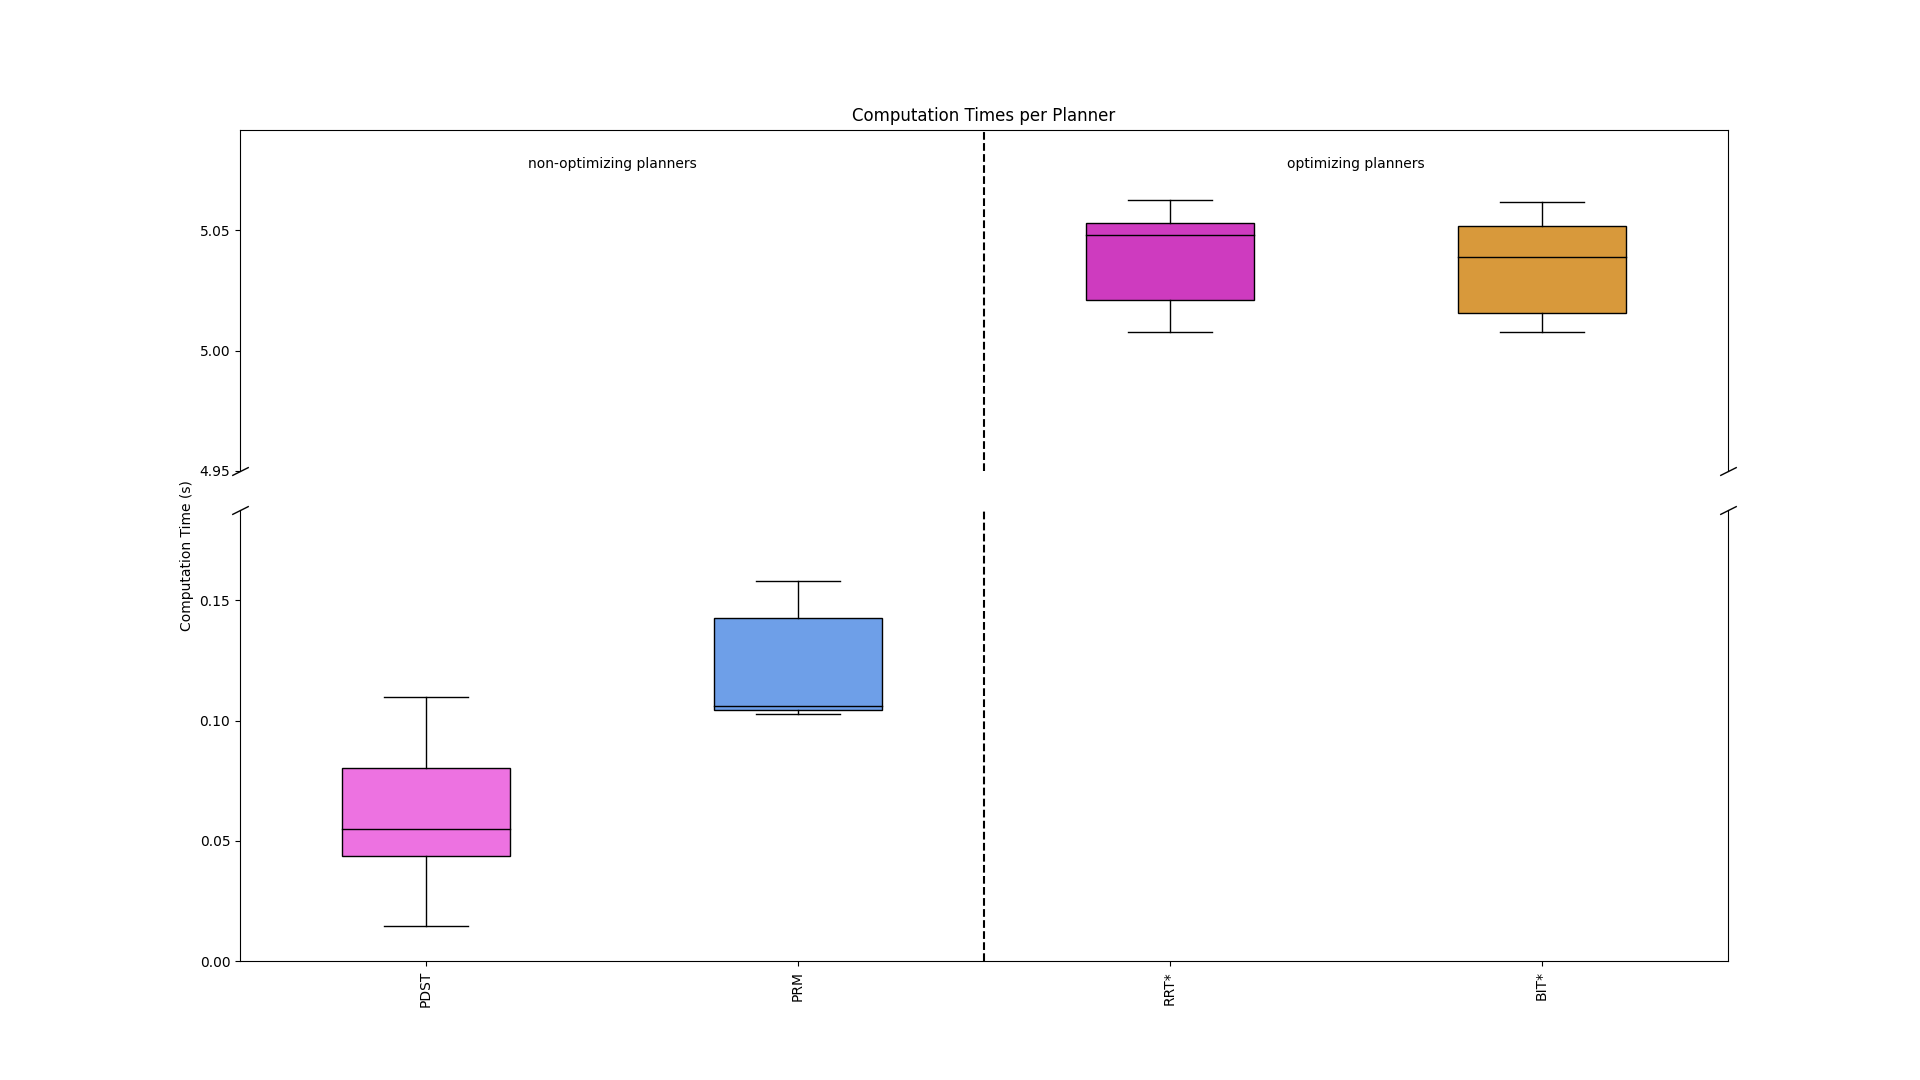 Computation Times per Planner
non-optimizing planners
optimizing planners
5.05
5.00
4.95
Computation Time (s)
0.15
0.10
0.05
0.00
PDST
PRM
RRT*
BIT*